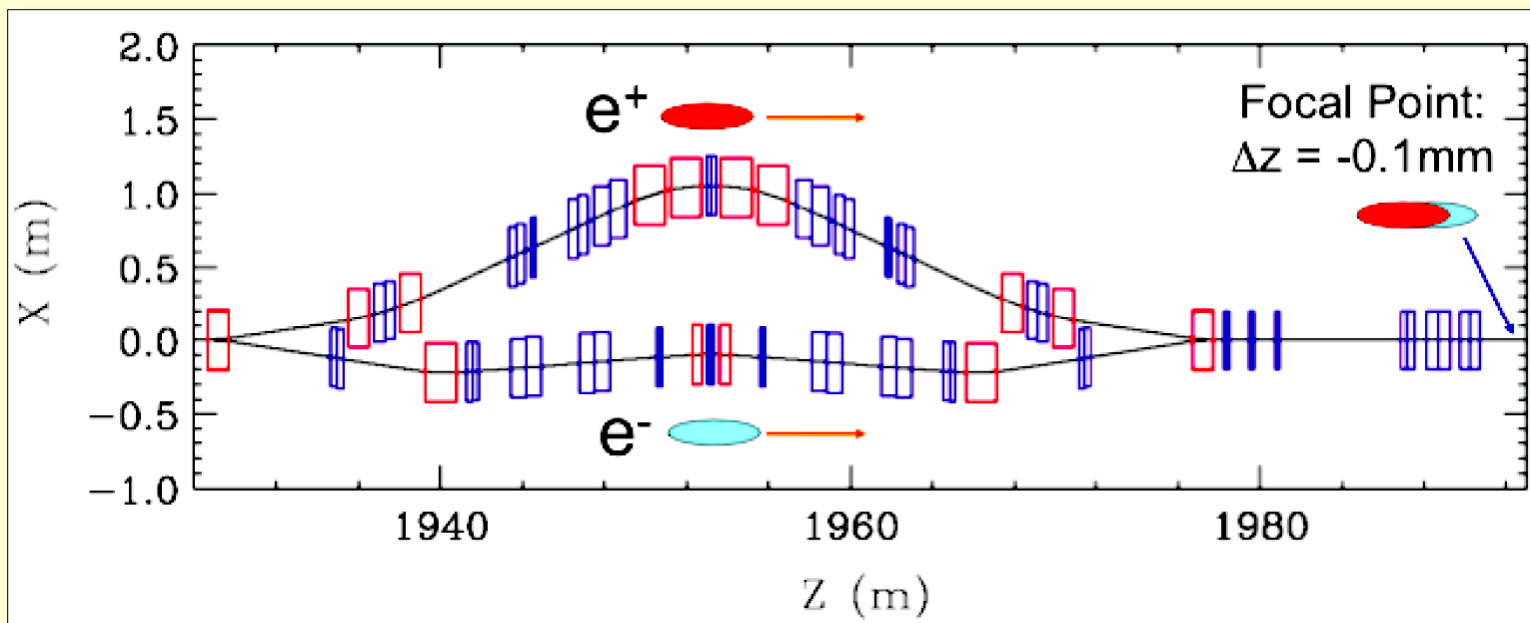 2.0
1.5
1.0
0.5
0.0
−0.5
−1.0
X (m)
e+
Focal Point:
Δz = -0.1mm
e-
1940
1960
1980
Z (m)